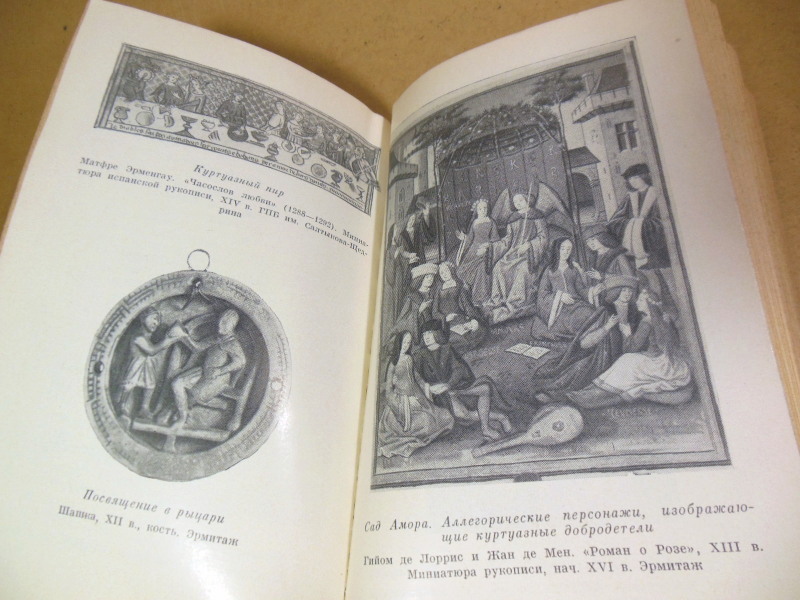 Куртуазный пир
Матфре Эрменгау. «Часослов любви» (1288—1292). Миниа-
тюра испанской рукописи, XIV в. ГПБ им. Салтыкова-Щед-
рина
Посвящение в рыцари
Шашка, XII в., кость. Эрмитаж
Сад Амора. Аллегорические персонажи, изображаю-
щие куртуазные добродетели
Гийом де Лоррис и Жан де Мен. «Роман о Розе», XIII в.
Миниатюра рукописи, нач. XVI в. Эрмитаж